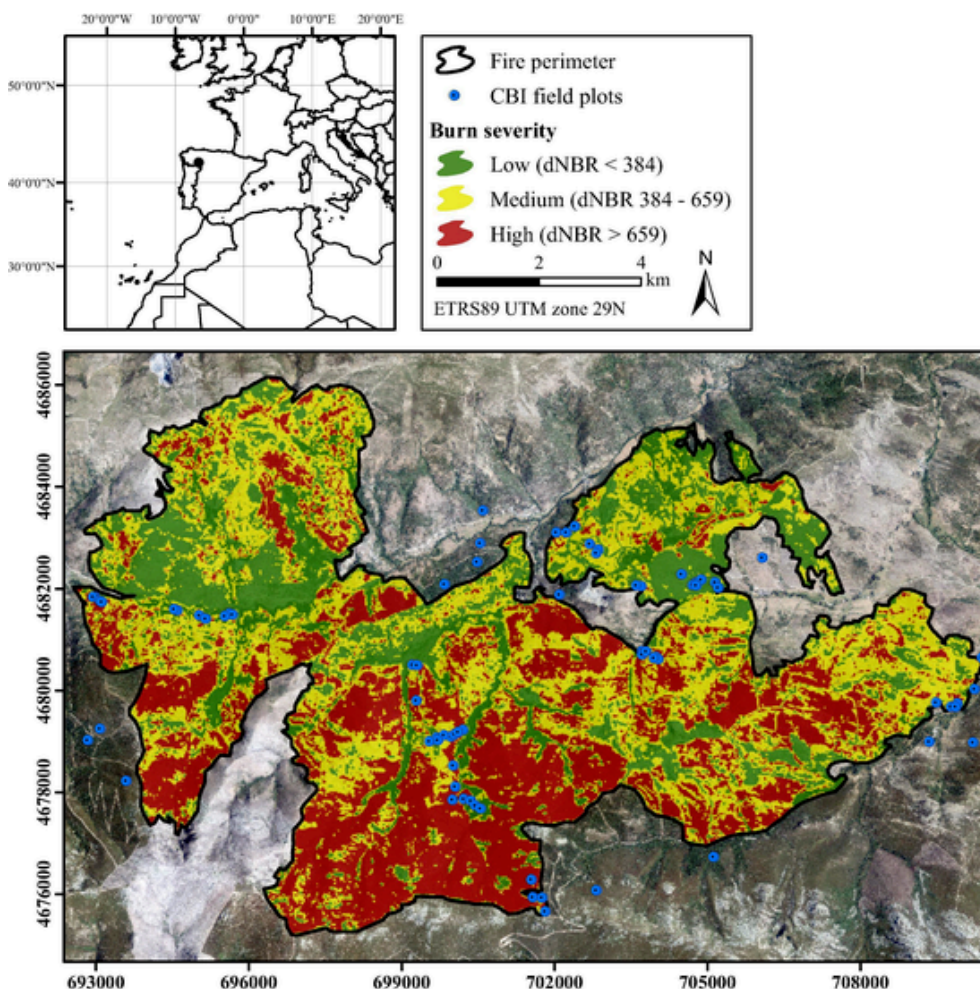 20°0'0"W 10°0'0"W 0°0'0"E 10°0'0"E 20°0'0"E
50°0'0"N
40°0'0"N
30°0'0"N
Fire perimeter
CBI field plots
Burn severity
Low (dNBR < 384)
Medium (dNBR 384 - 659)
High (dNBR > 659)
0 2 4
km
N
ETRS89 UTM zone 29N
4686000
4684000
4682000
4680000
4678000
4676000
693000 696000 699000 702000 705000 708000